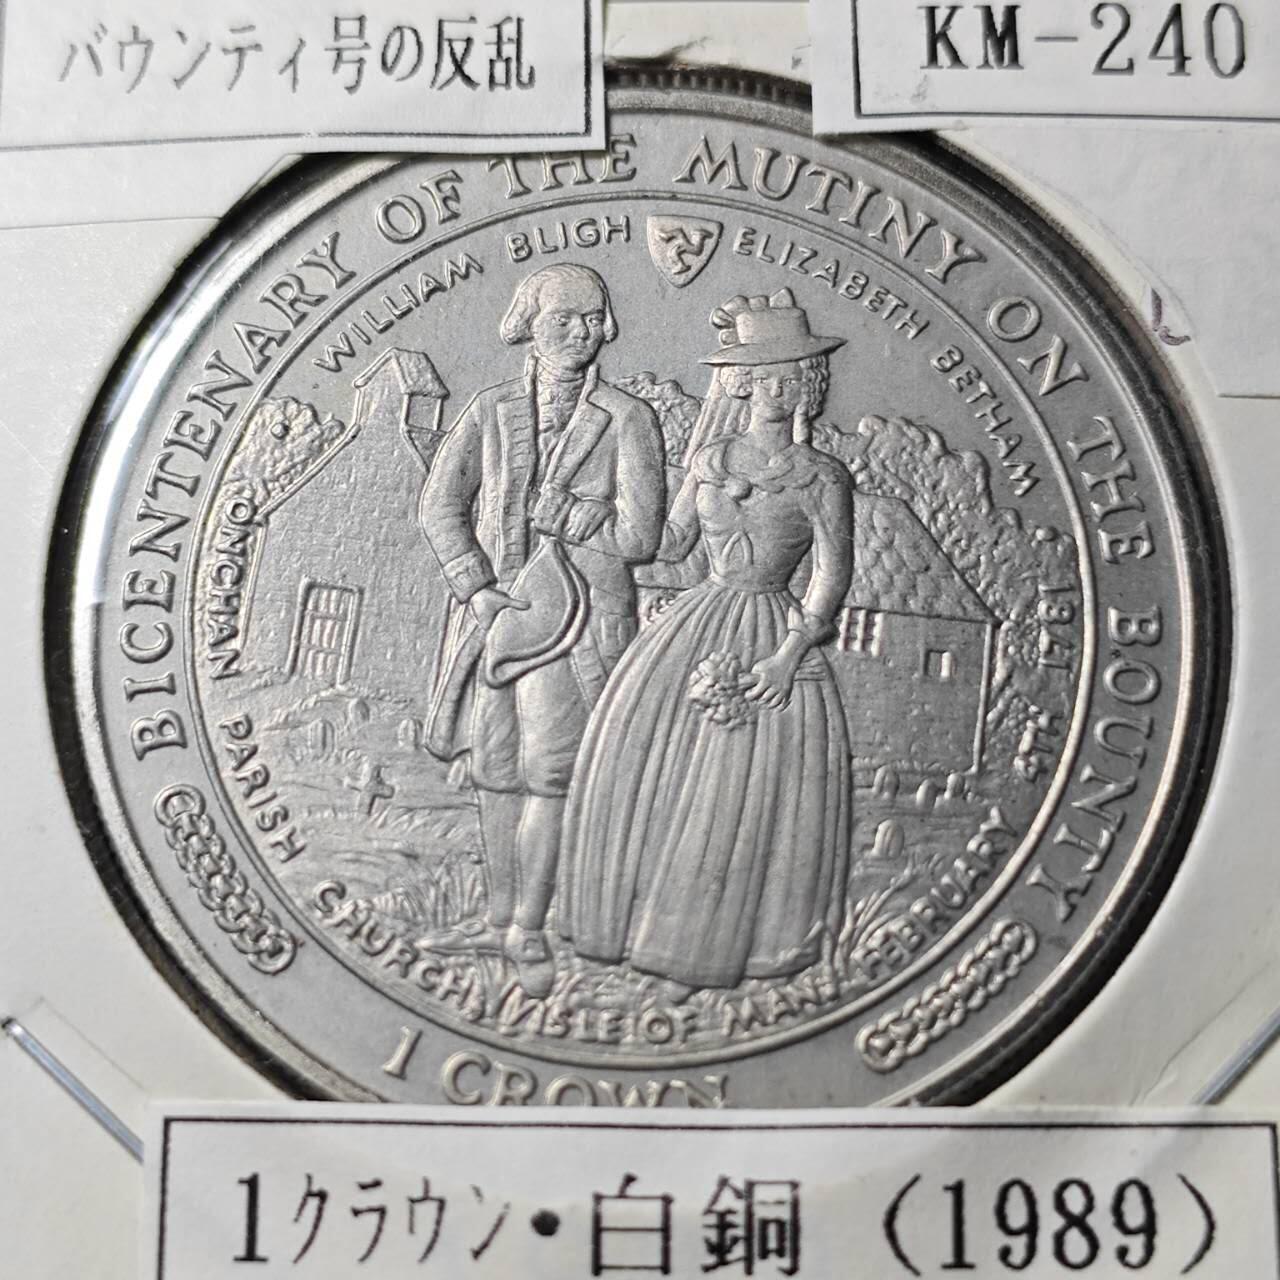 バウンティ号の反乱
KM-240
BICENTENARY OF THE MUTINY ON THE BOUNTY
WILLIAM BLIGH
ELIZABETH BETHAM
ONCHAN PARISH CHURCH, ISLE OF MAN, FEBRUARY 4TH 1781
1 CROWN
1クラウン・白銅(1989)